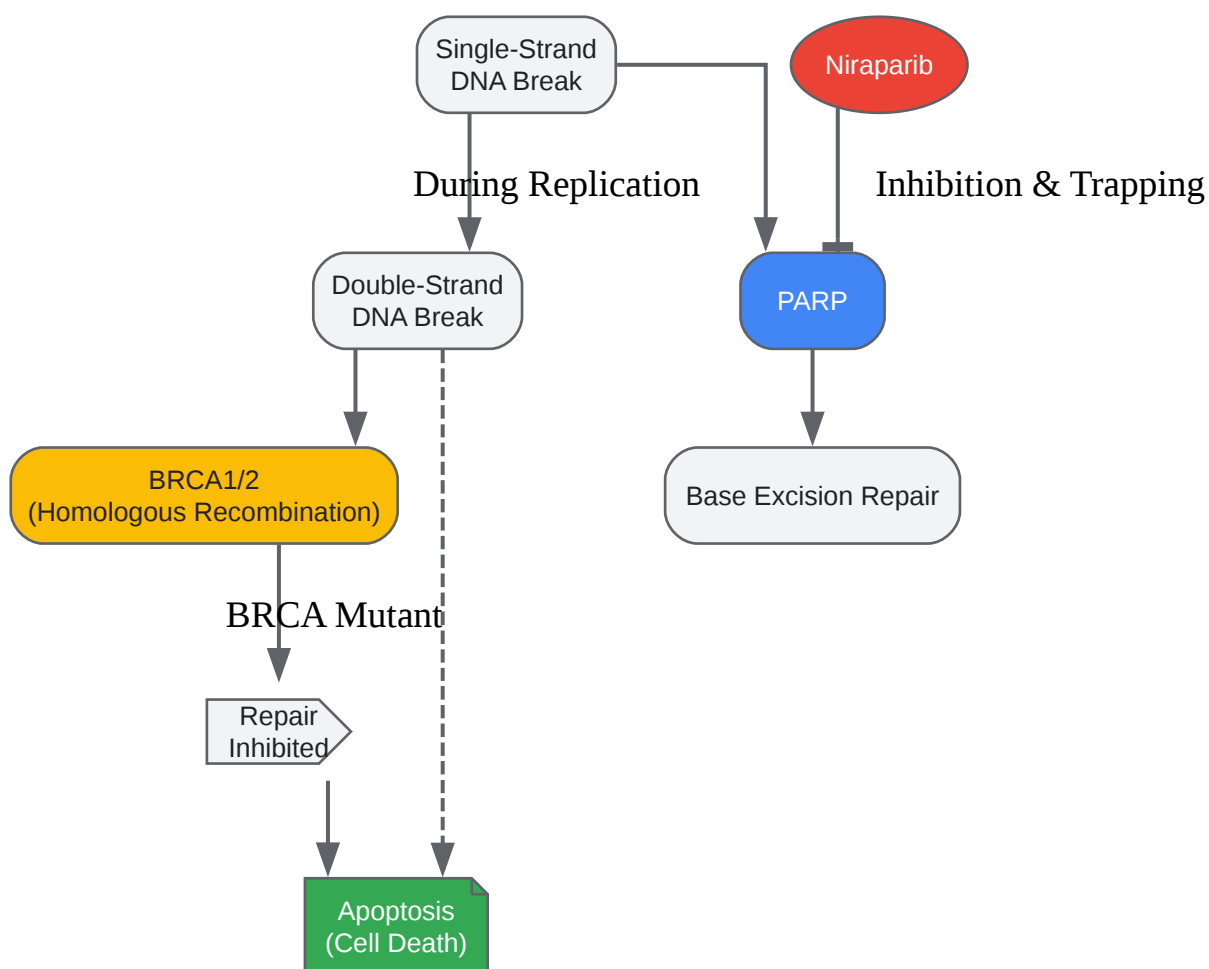 Single-Strand
DNA Break
Niraparib
During Replication
Inhibition & Trapping
Double-Strand
DNA Break
PARP
BRCA1/2
(Homologous Recombination)
Base Excision Repair
BRCA Mutant
Repair
Inhibited
Apoptosis
(Cell Death)